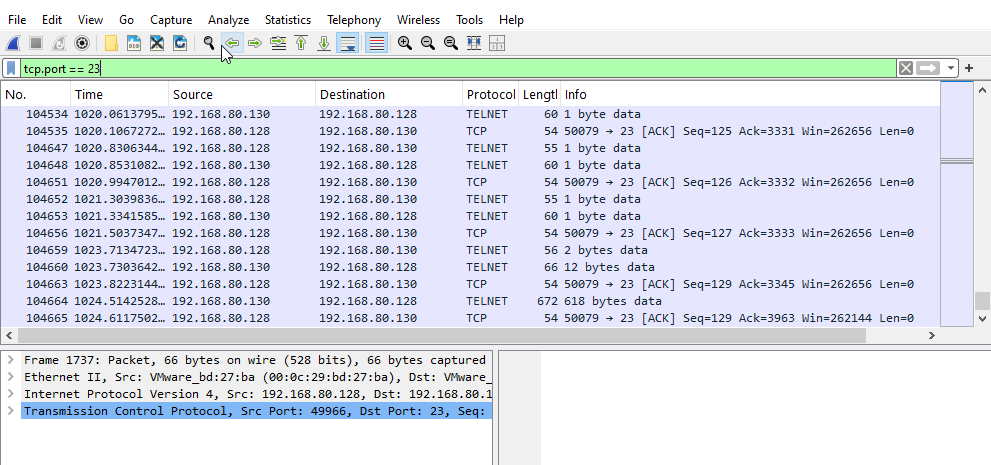 File Edit View Go Capture Analyze Statistics Telephony Wireless Tools Help
tcp.port == 23
No. Time Source Destination Protocol Lengtl Info
104534 1020.0613795… 192.168.80.130 192.168.80.128 TELNET 60 1 byte data
104535 1020.1067272… 192.168.80.128 192.168.80.130 TCP 54 50079 → 23 [ACK] Seq=125 Ack=3331 Win=262656 Len=0
104647 1020.8306344… 192.168.80.128 192.168.80.130 TELNET 55 1 byte data
104648 1020.8531082… 192.168.80.130 192.168.80.128 TELNET 60 1 byte data
104651 1020.9947012… 192.168.80.128 192.168.80.130 TCP 54 50079 → 23 [ACK] Seq=126 Ack=3332 Win=262656 Len=0
104652 1021.3039836… 192.168.80.128 192.168.80.130 TELNET 55 1 byte data
104653 1021.3341585… 192.168.80.130 192.168.80.128 TELNET 60 1 byte data
104656 1021.5037347… 192.168.80.128 192.168.80.130 TCP 54 50079 → 23 [ACK] Seq=127 Ack=3333 Win=262656 Len=0
104659 1023.7134723… 192.168.80.128 192.168.80.130 TELNET 56 2 bytes data
104660 1023.7303642… 192.168.80.130 192.168.80.128 TELNET 66 12 bytes data
104663 1023.8223144… 192.168.80.128 192.168.80.130 TCP 54 50079 → 23 [ACK] Seq=129 Ack=3345 Win=262656 Len=0
104664 1024.5142528… 192.168.80.130 192.168.80.128 TELNET 672 618 bytes data
104665 1024.6117502… 192.168.80.128 192.168.80.130 TCP 54 50079 → 23 [ACK] Seq=129 Ack=3963 Win=262144 Len=0
Frame 1737: Packet, 66 bytes on wire (528 bits), 66 bytes captured
Ethernet II, Src: VMware_bd:27:ba (00:0c:29:bd:27:ba), Dst: VMware_
Internet Protocol Version 4, Src: 192.168.80.128, Dst: 192.168.80.1
Transmission Control Protocol, Src Port: 49966, Dst Port: 23, Seq: